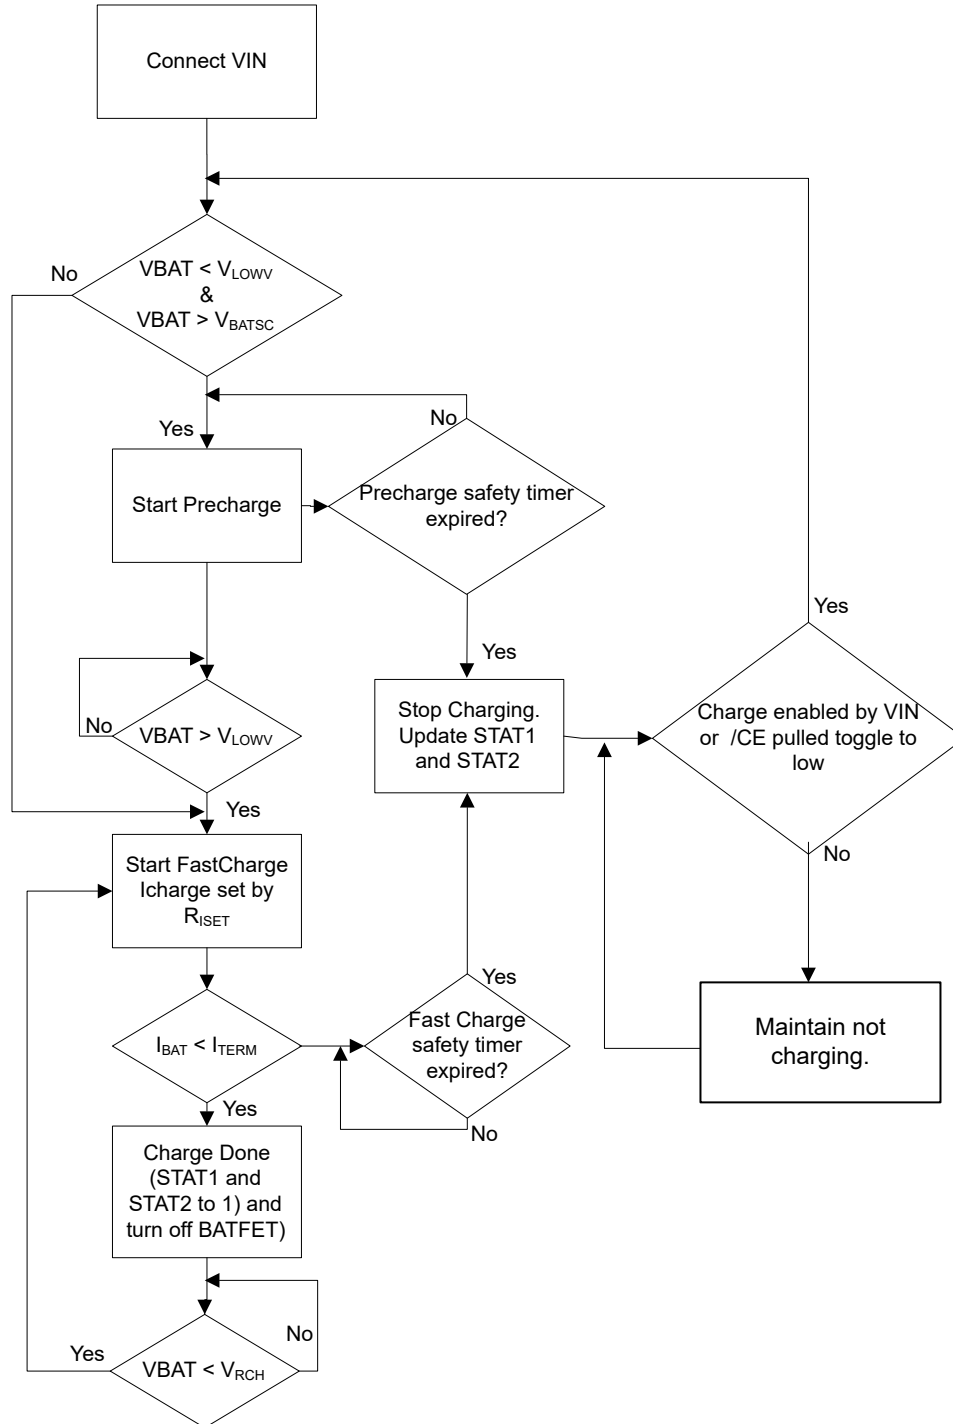 Connect VIN
No
VBAT < VLOWV
&
VBAT > VBATSC
Yes
No
Start Precharge
Precharge safety timer
expired?
Yes
Yes
No
VBAT > VLOWV
Stop Charging.
Update STAT1
and STAT2
Charge enabled by VIN
or /CE pulled toggle to
low
Yes
No
Start FastCharge
Icharge set by
RISET
Yes
IBAT < ITERM
Fast Charge
safety timer
expired?
Maintain not
charging.
Yes
No
Charge Done
(STAT1 and
STAT2 to 1) and
turn off BATFET)
No
Yes
VBAT < VRCH